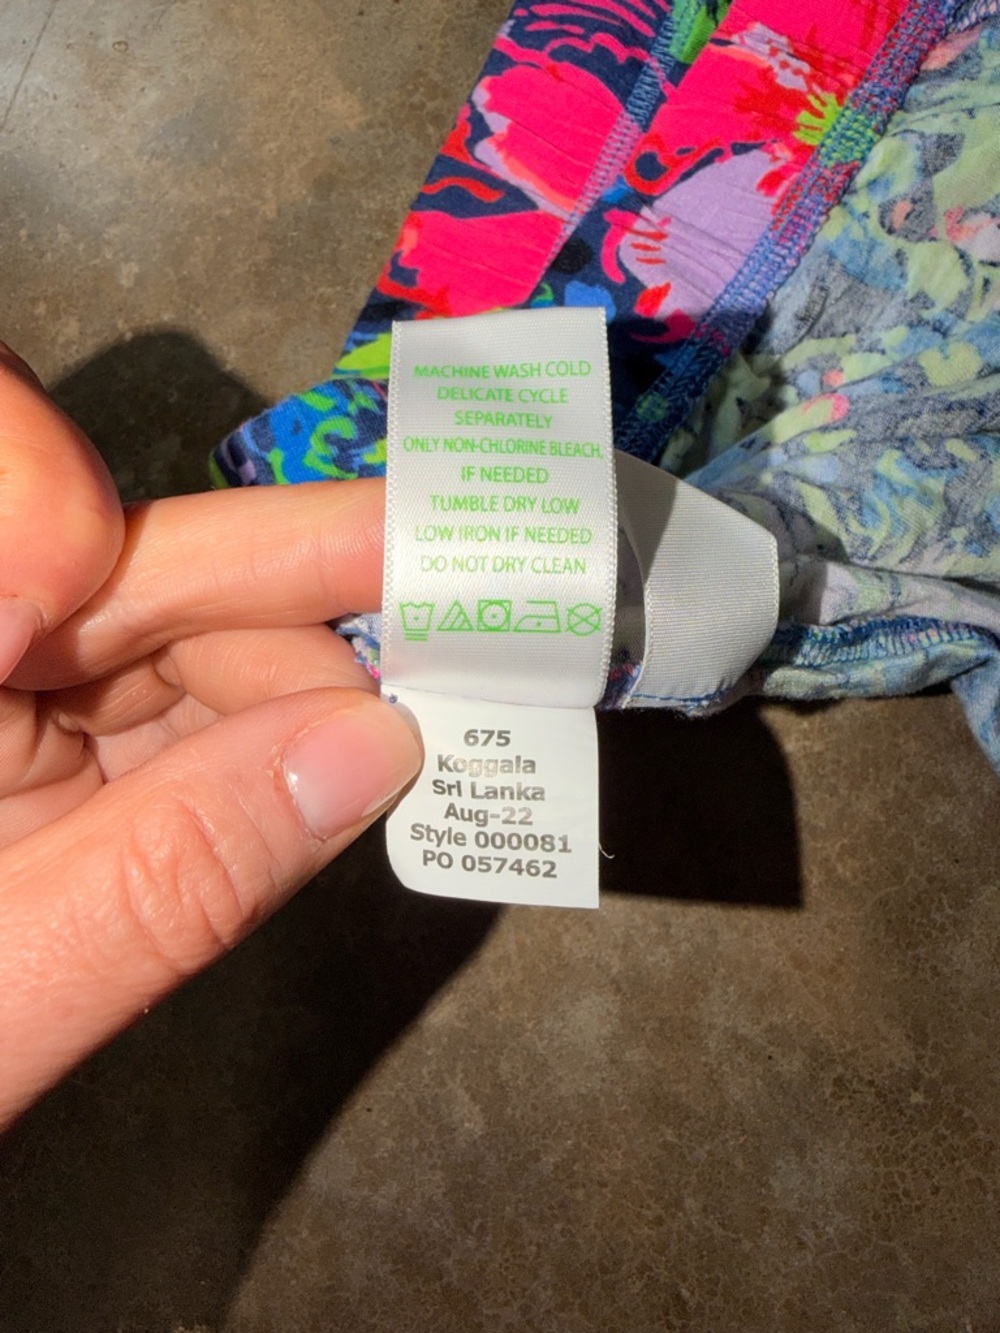 MACHINE WASH COLD
DELICATE CYCLE
SEPARATELY
ONLY NON-CHLORINE BLEACH,
IF NEEDED
TUMBLE DRY LOW
LOW IRON IF NEEDED
DO NOT DRY CLEAN
675
Koggala
Sri Lanka
Aug-22
Style 000081
PO 057462